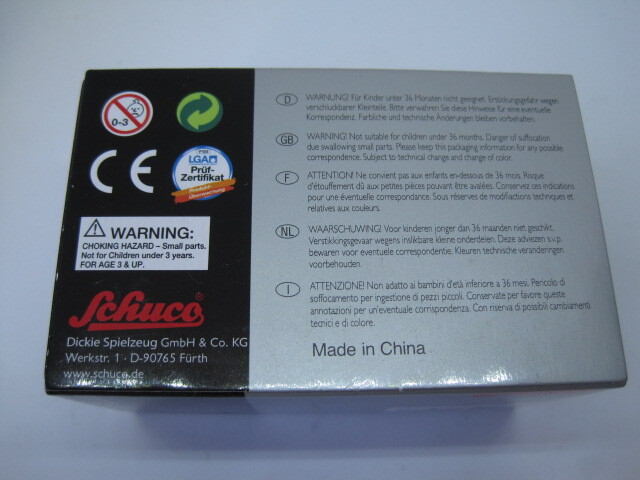 0-3
CE
LGA
Prüf-
Zertifikat
WARNING:
CHOKING HAZARD – Small parts.
Not for Children under 3 years.
FOR AGE 3 & UP.
Schuco
Dickie Spielzeug GmbH & Co. KG
Werkstr. 1 · D-90765 Fürth
www.schuco.de
D WARNUNG! Für Kinder unter 36 Monaten nicht geeignet. Erstickungsgefahr wegen
verschluckbarer Kleinteile. Bitte verwahren Sie diese Hinweise für eine eventuelle
Korrespondenz. Farbliche und technische Änderungen bleiben vorbehalten.
GB WARNING! Not suitable for children under 36 months. Danger of suffocation
due swallowing small parts. Please keep this packaging information for any possible
correspondence. Subject to technical change and change of color.
F ATTENTION! Ne convient pas aux enfants en-dessous de 36 mois. Risque
d'étouffement dû aux petites pièces pouvant être avalées. Conservez ces indications
pour une éventuelle correspondance. Sous réserves de modifiactions techniques et
relatives aux couleurs.
NL WAARSCHUWING! Voor kinderen jonger dan 36 maanden niet geschikt.
Verstikkingsgevaar wegens inslikbare kleine onderdelen. Deze adviezen s.v.p.
bewaren voor eventuele correspondentie. Kleuren technische veranderingen
voorbehouden.
I ATTENZIONE! Non adatto ai bambini d'età inferiore a 36 mesi. Pericolo di
soffocamento per ingestione di pezzi piccoli. Conservate per favore queste
annotazioni per un'eventuale corrispondenza. Con riserva di possibili cambiamenti
tecnici e di colore.
Made in China